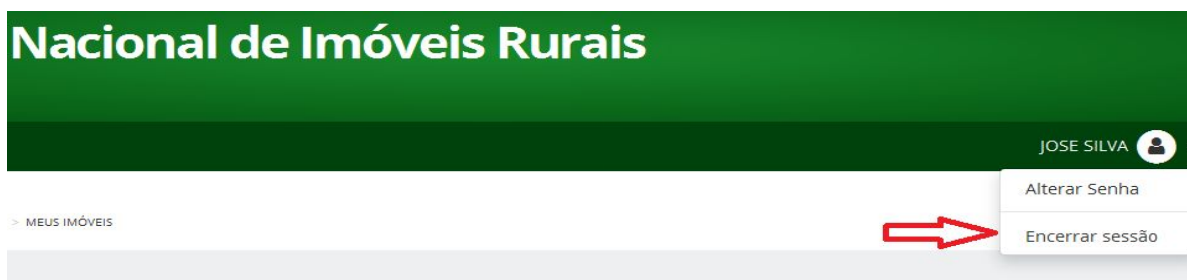 Nacional de Imóveis Rurais
JOSE SILVA
Alterar Senha
> MEUS IMÓVEIS
Encerrar sessão